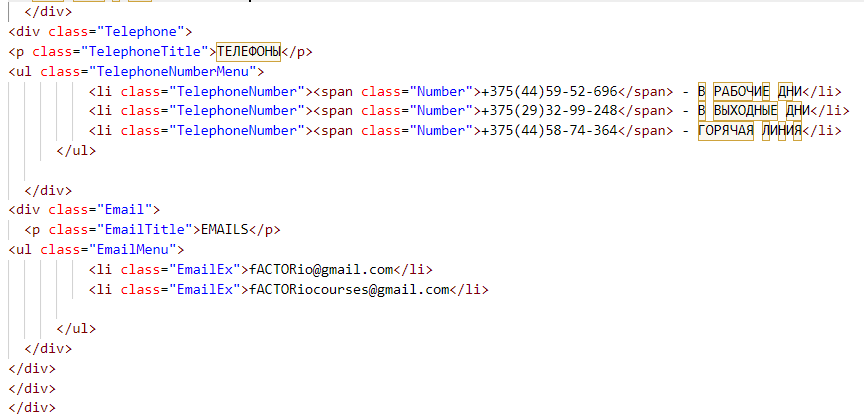 </div>
<div class="Telephone">
<p class="TelephoneTitle">ТЕЛЕФОНЫ</p>
<ul class="TelephoneNumberMenu">
<li class="TelephoneNumber"><span class="Number">+375(44)59-52-696</span> - В РАБОЧИЕ ДНИ</li>
<li class="TelephoneNumber"><span class="Number">+375(29)32-99-248</span> - В ВЫХОДНЫЕ ДНИ</li>
<li class="TelephoneNumber"><span class="Number">+375(44)58-74-364</span> - ГОРЯЧАЯ ЛИНИЯ</li>
</ul>
</div>
<div class="Email">
<p class="EmailTitle">EMAILS</p>
<ul class="EmailMenu">
<li class="EmailEx">fACTORio@gmail.com</li>
<li class="EmailEx">fACTORiocourses@gmail.com</li>
</ul>
</div>
</div>
</div>
</div>